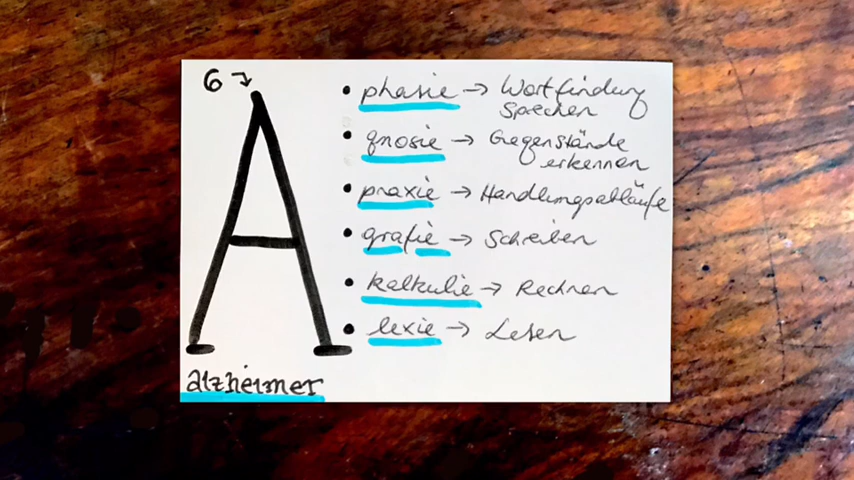 6
A
• phasie → Wortfindung
Sprechen
• gnosie → Gegenstände
erkennen
• praxie → Handlungsabläufe
• grafie → Schreiben
• kalkulie → Rechnen
• lexie → Lesen
alzheimer